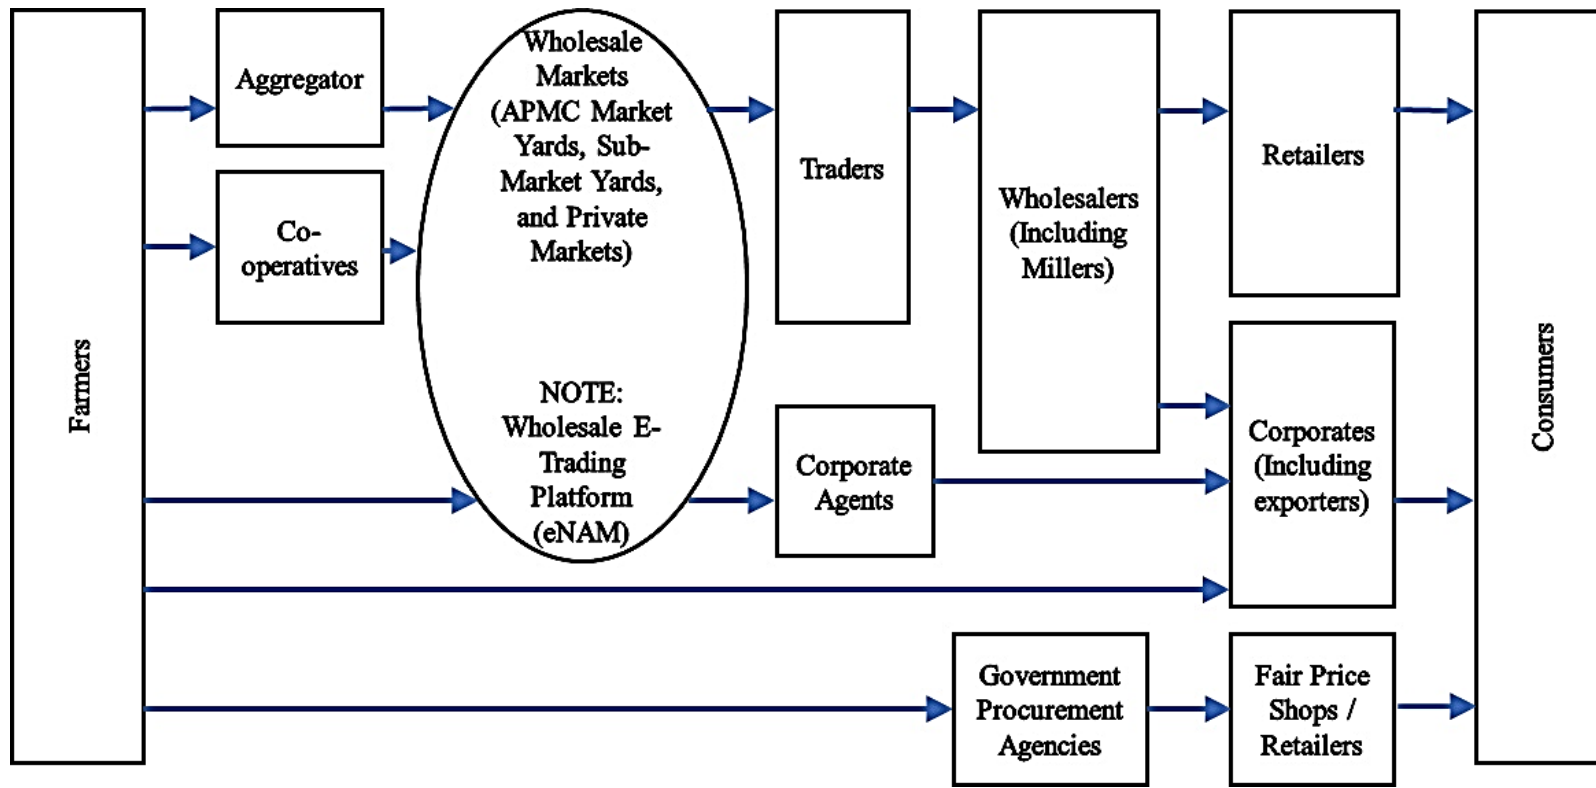 Farmers
Aggregator
Co-
operatives
Wholesale
Markets
(APMC Market
Yards, Sub-
Market Yards,
and Private
Markets)
NOTE:
Wholesale E-
Trading
Platform
(eNAM)
Traders
Corporate
Agents
Wholesalers
(Including
Millers)
Government
Procurement
Agencies
Retailers
Corporates
(Including
exporters)
Fair Price
Shops /
Retailers
Consumers